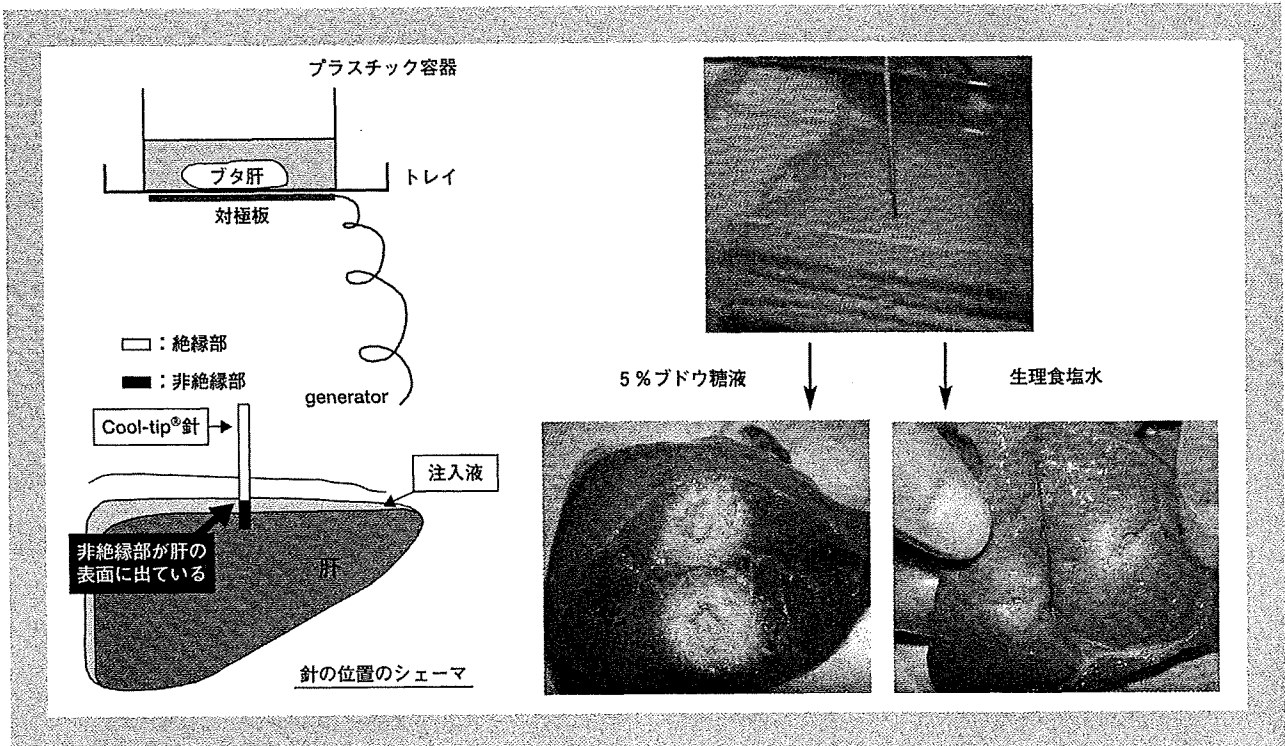 プラスチック容器
ブタ肝
トレイ
対極板
：絶縁部
：非絶縁部
generator
Cool-tip®針
注入液
非絶縁部が肝の
表面に出ている
肝
針の位置のシェーマ
5％ブドウ糖液
生理食塩水